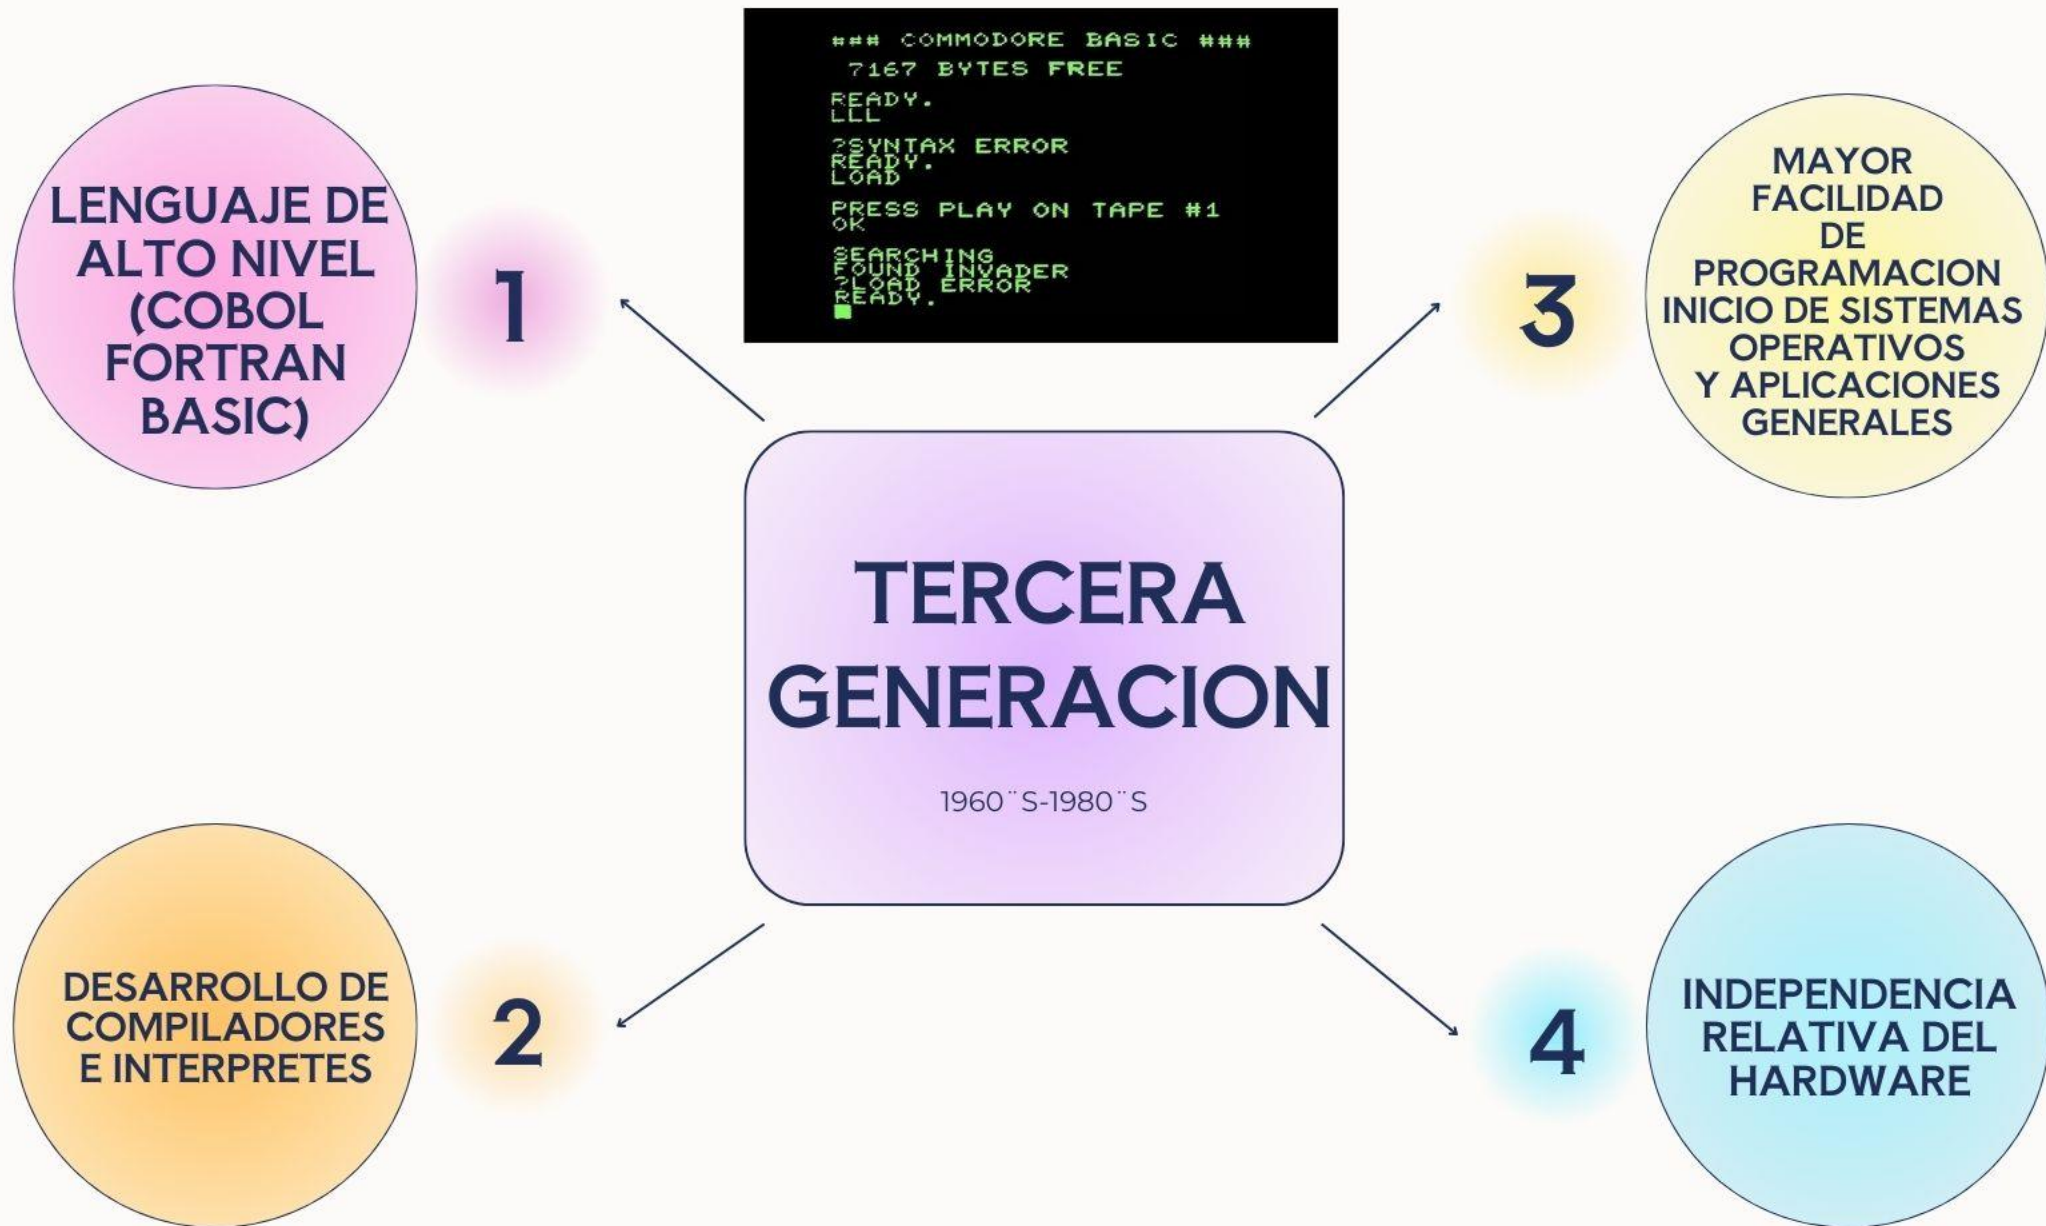 ### COMMODORE BASIC ###
7167 BYTES FREE
READY.
LLL
?SYNTAX ERROR
READY.
LOAD
PRESS PLAY ON TAPE #1
OK
SEARCHING
FOUND INVADER
?LOAD ERROR
READY.
LENGUAJE DE
ALTO NIVEL
(COBOL
FORTRAN
BASIC)
1
3
MAYOR
FACILIDAD
DE
PROGRAMACION
INICIO DE SISTEMAS
OPERATIVOS
Y APLICACIONES
GENERALES
TERCERA
GENERACION
1960¨S-1980¨S
DESARROLLO DE
COMPILADORES
E INTERPRETES
2
4
INDEPENDENCIA
RELATIVA DEL
HARDWARE